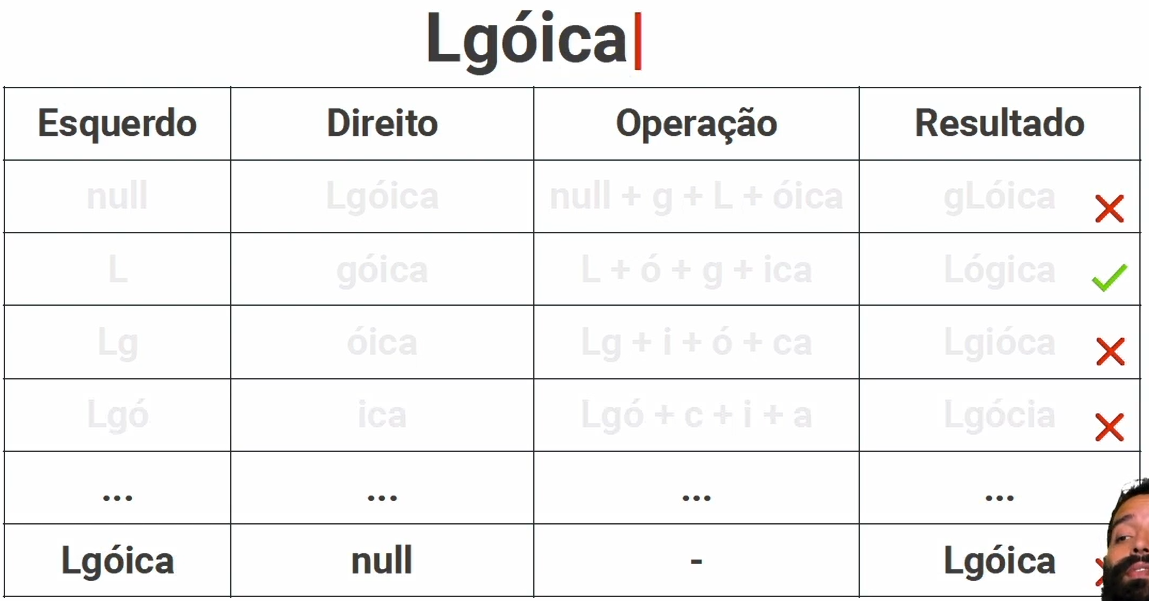 Lgóica
Esquerdo Direito Operação Resultado
null Lgóica null + g + L + óica gLóica
L góica L + ó + g + ica Lógica
Lg óica Lg + i + ó + ca Lgióca
Lgó ica Lgó + c + i + a Lgócia
... ... ... ...
Lgóica null - Lgóica